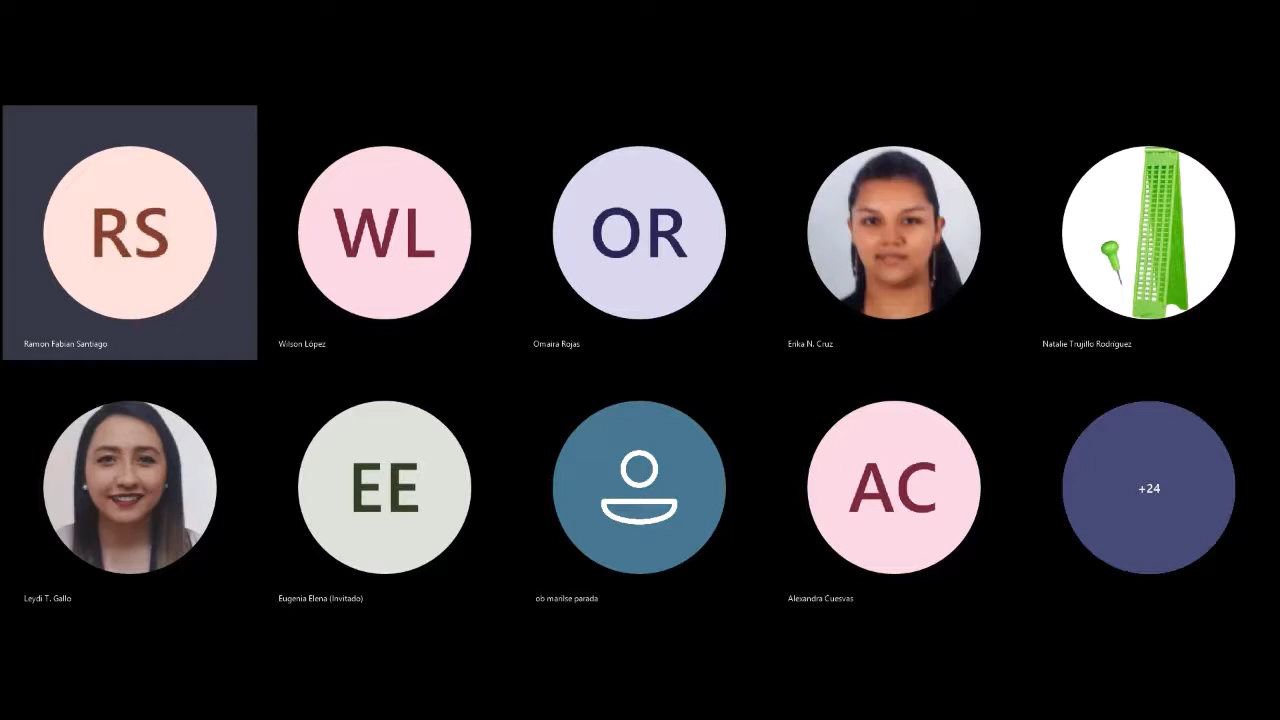 RS
WL
OR
Ramon Fabian Santiago
Wilson López
Omaira Rojas
Erika N. Cruz
Natalie Trujillo Rodríguez
EE
AC
+24
Leydi T. Gallo
Eugenia Elena (Invitado)
ob marilse parada
Alexandra Cuesvas